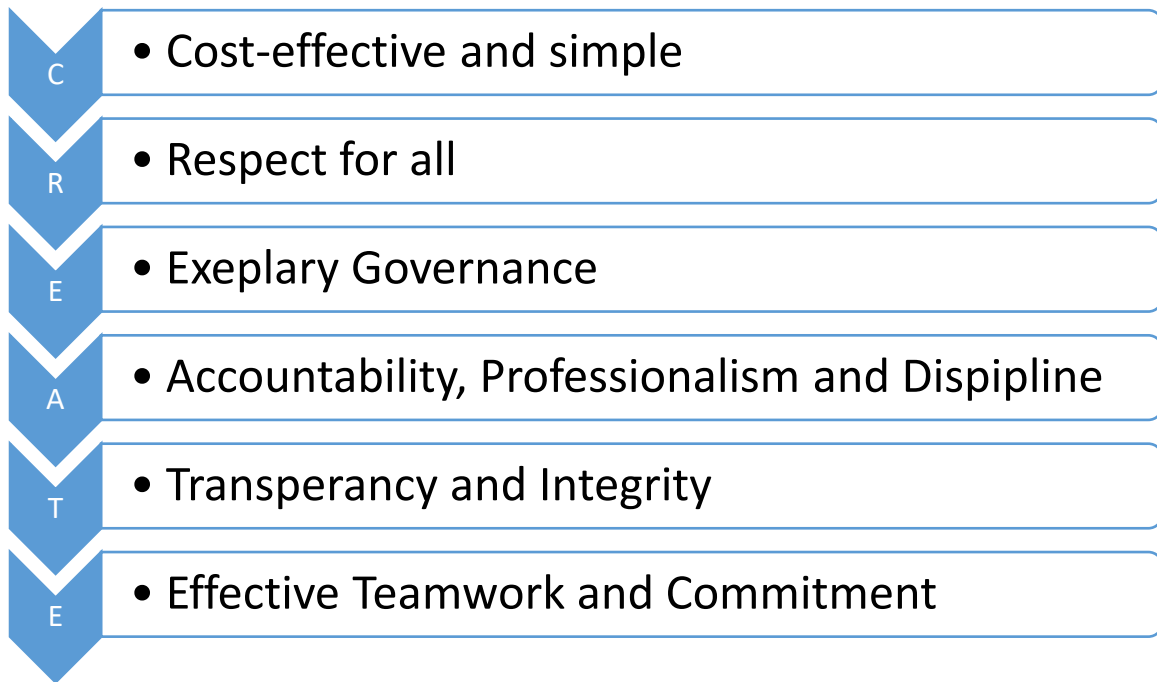 C
• Cost-effective and simple
R
• Respect for all
E
• Exeplary Governance
A
• Accountability, Professionalism and Dispipline
T
• Transperancy and Integrity
E
• Effective Teamwork and Commitment